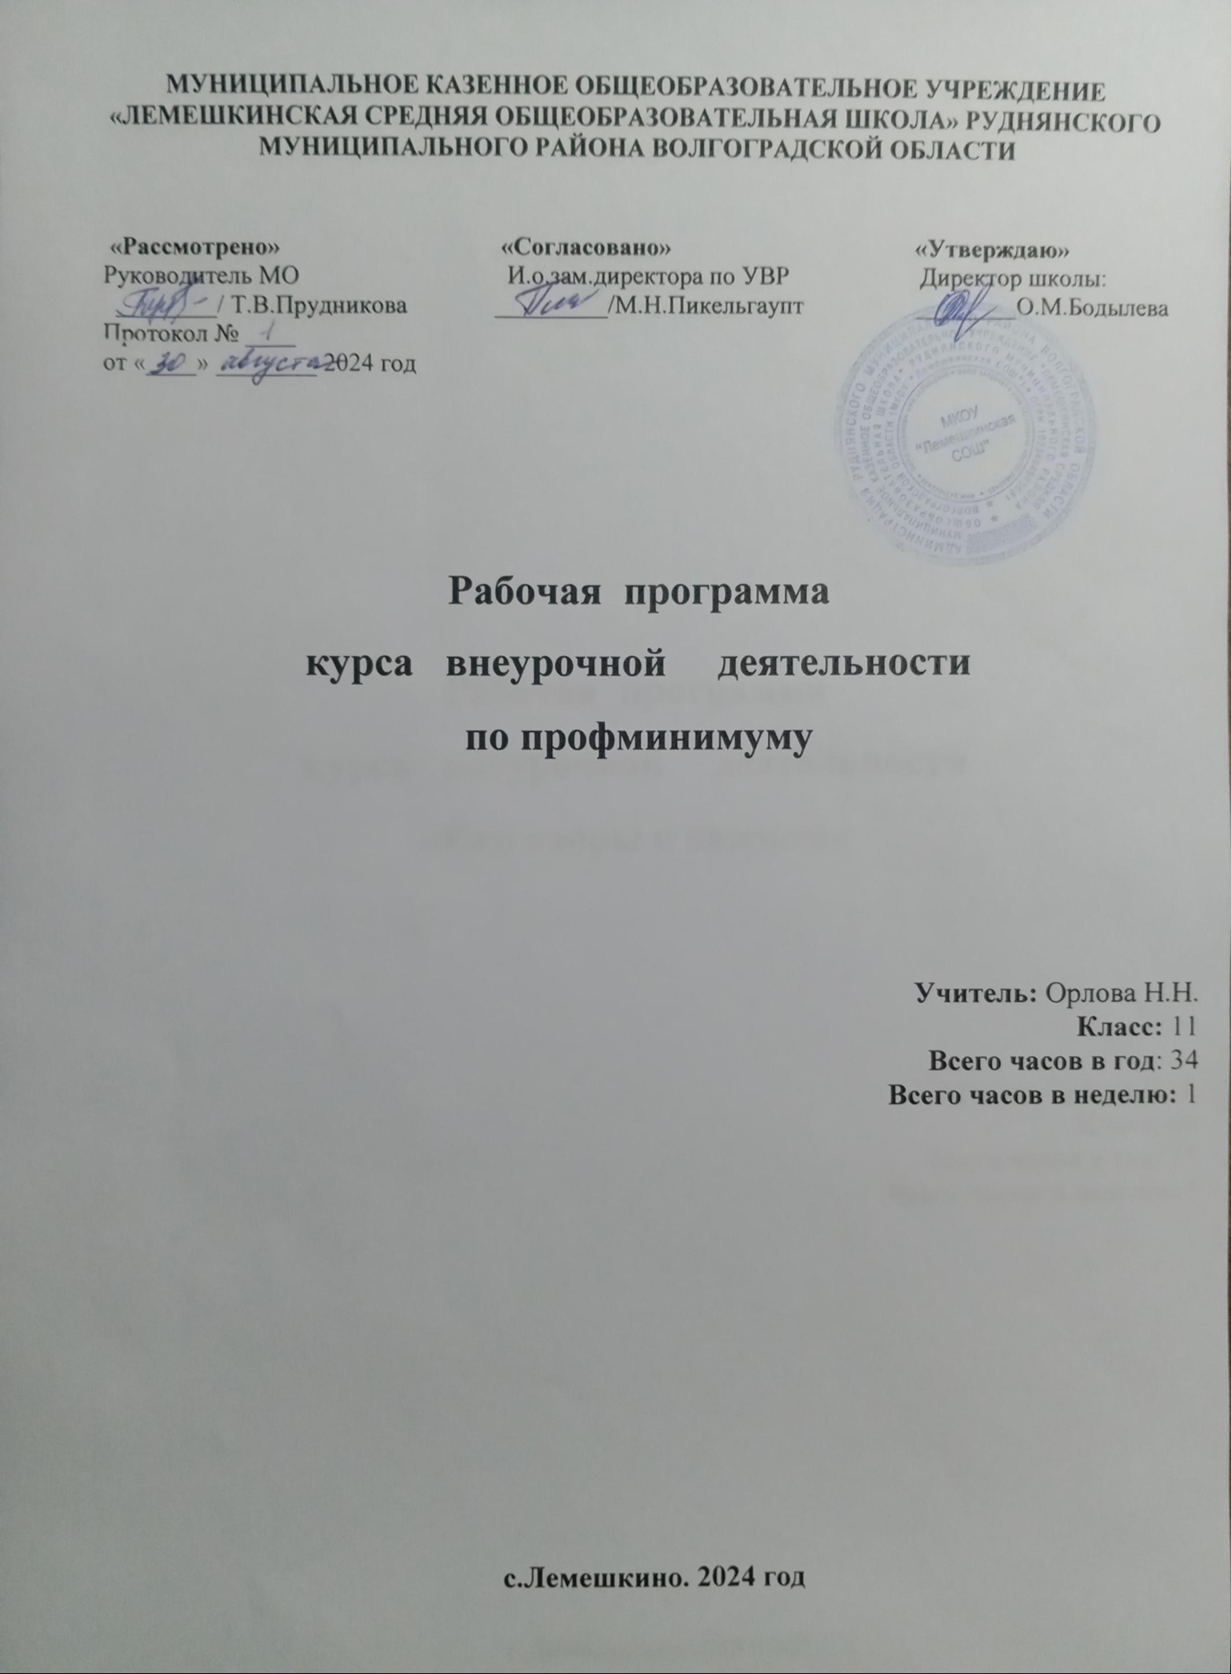 МУНИЦИПАЛЬНОЕ КАЗЕННОЕ ОБЩЕОБРАЗОВАТЕЛЬНОЕ УЧРЕЖДЕНИЕ
«ЛЕМЕШКИНСКАЯ СРЕДНЯЯ ОБЩЕОБРАЗОВАТЕЛЬНАЯ ШКОЛА» РУДНЯНСКОГО
МУНИЦИПАЛЬНОГО РАЙОНА ВОЛГОГРАДСКОЙ ОБЛАСТИ
«Рассмотрено» «Согласовано» «Утверждаю»
Руководитель МО И.о.зам.директора по УВР Директор школы:
/ Т.В.Прудникова /М.Н.Пикельгаупт О.М.Бодылева
Протокол № 1
от «30» августа 2024 год
МКОУ
"Лемешкинская
СОШ"
Рабочая программа
курса внеурочной деятельности
по профминимуму
Учитель: Орлова Н.Н.
Класс: 11
Всего часов в год: 34
Всего часов в неделю: 1
с.Лемешкино. 2024 год